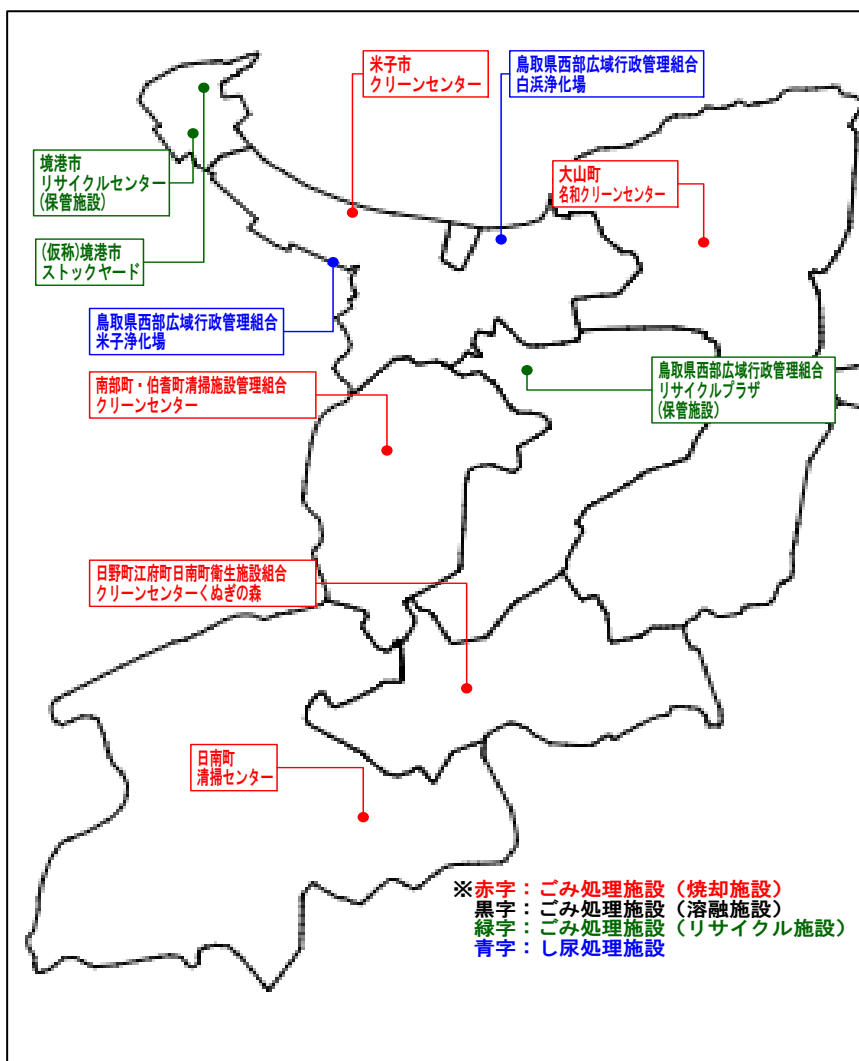 米子市
クリーンセンター
鳥取県西部広域行政管理組合
白浜浄化場
境港市
リサイクルセンター
(保管施設)
大山町
名和クリーンセンター
(仮称)境港市
ストックヤード
鳥取県西部広域行政管理組合
米子浄化場
鳥取県西部広域行政管理組合
リサイクルプラザ
(保管施設)
南部町・伯耆町清掃施設管理組合
クリーンセンター
日野町江府町日南町衛生施設組合
クリーンセンターくぬぎの森
日南町
清掃センター
※赤字：ごみ処理施設（焼却施設）
黒字：ごみ処理施設（溶融施設）
緑字：ごみ処理施設（リサイクル施設）
青字：し尿処理施設